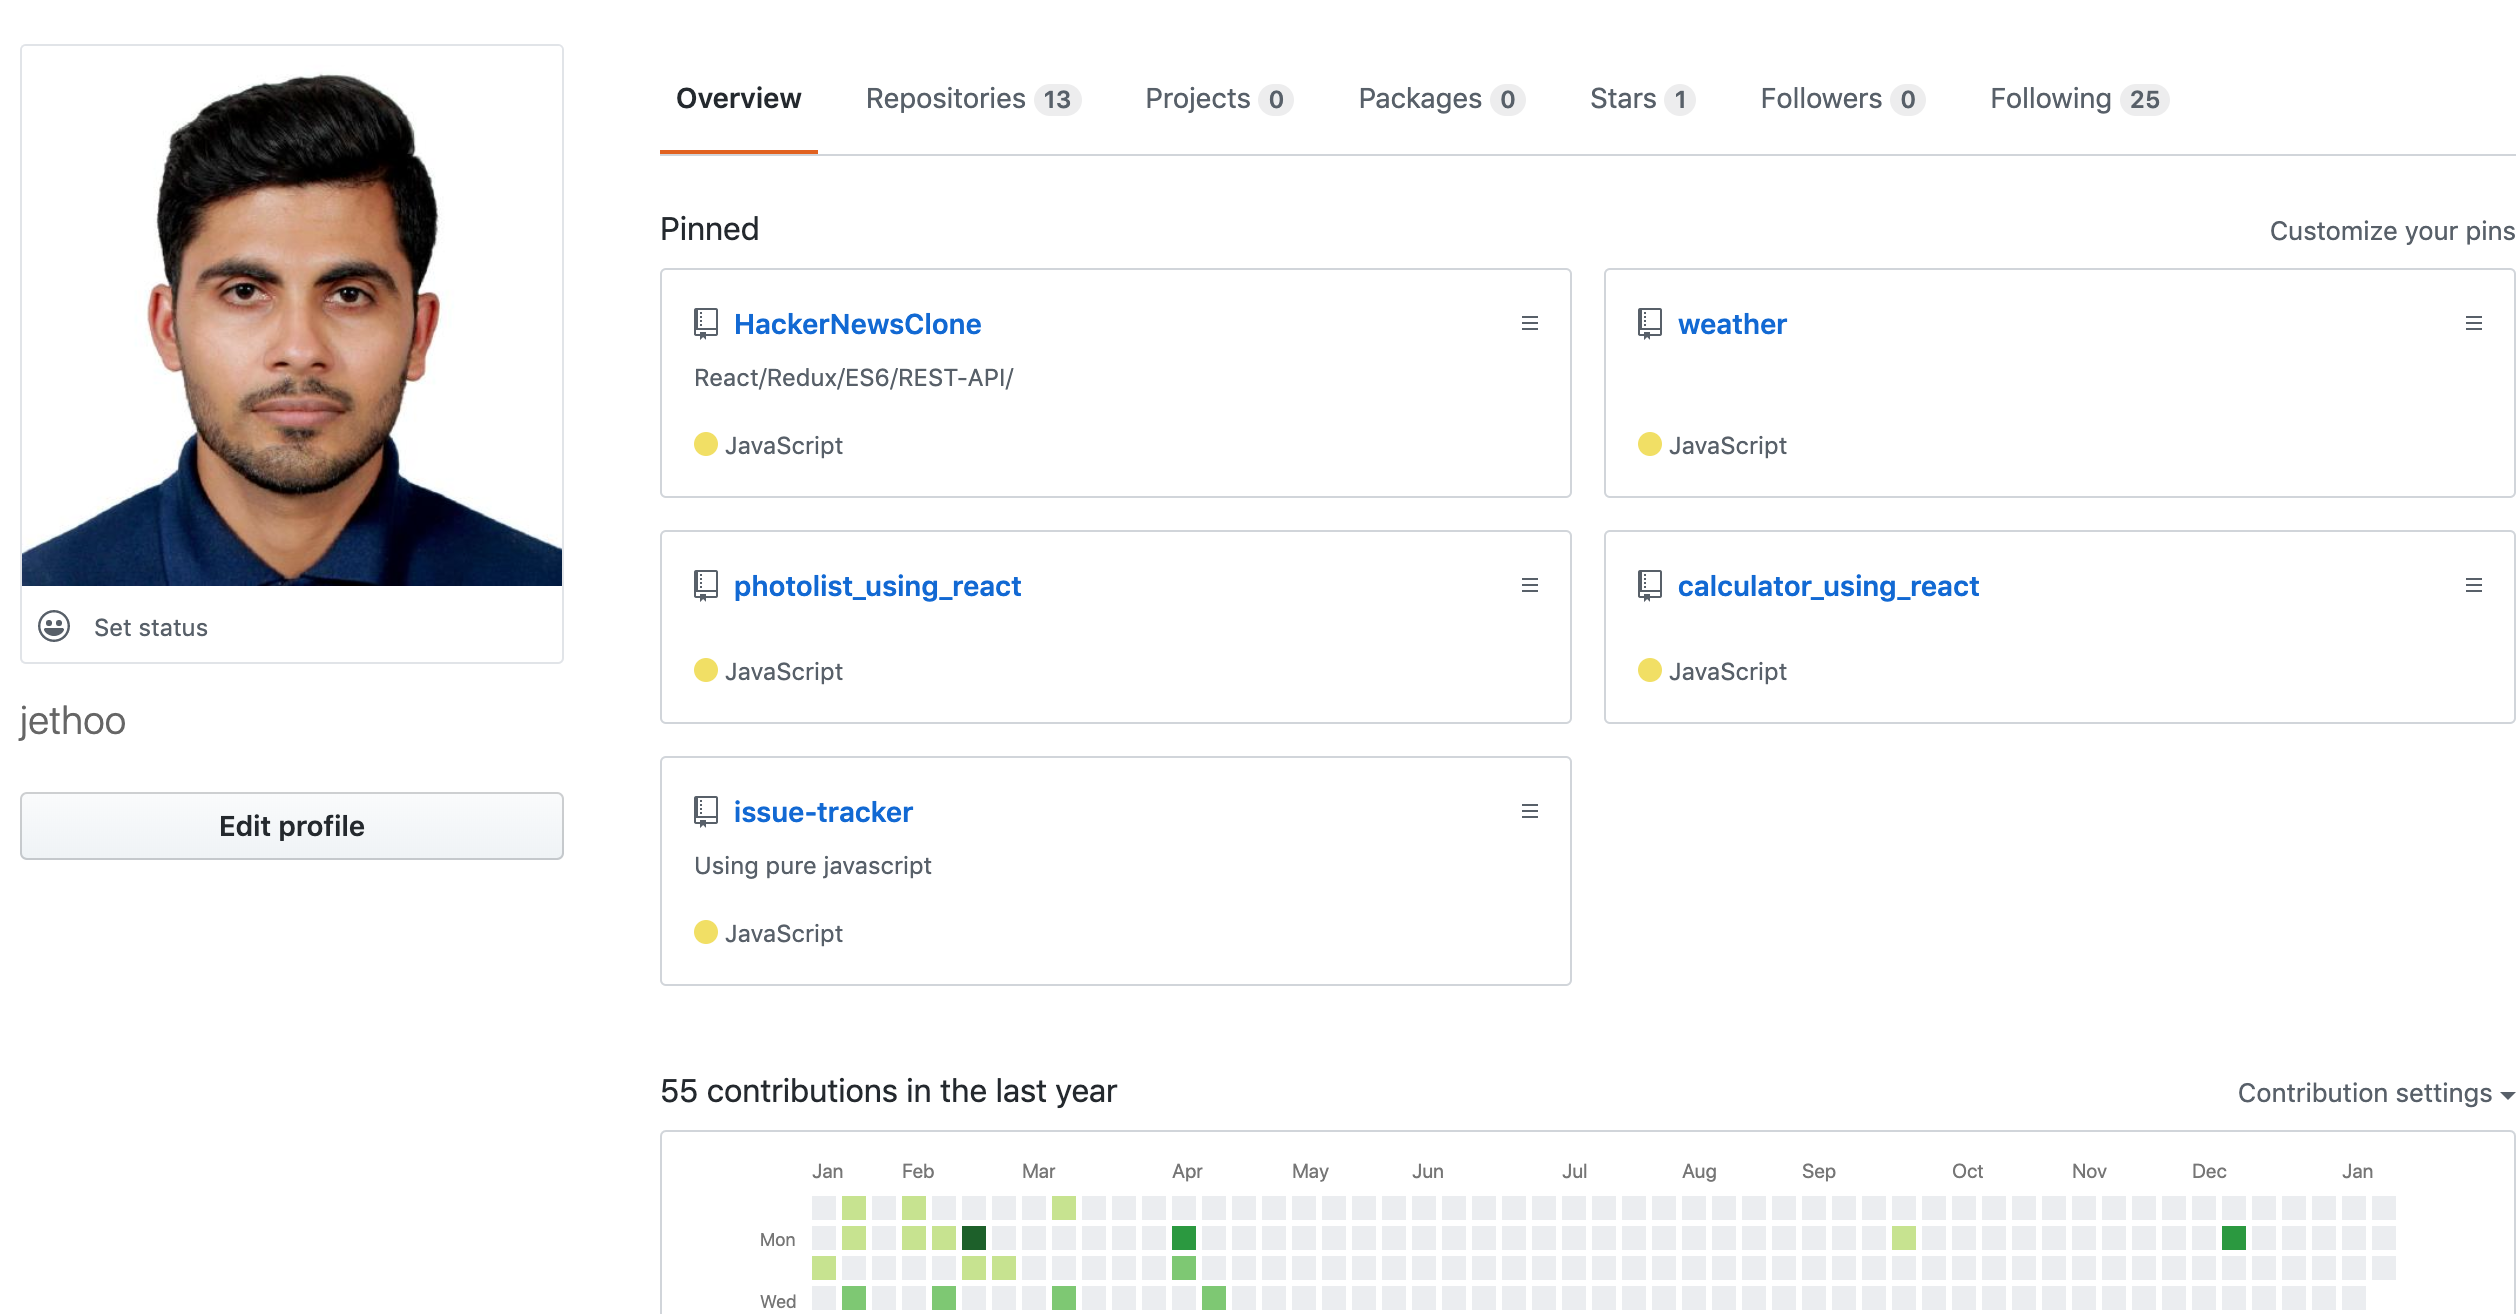 Overview Repositories 13 Projects 0 Packages 0 Stars 1 Followers 0 Following 25
Set status
jethoo
Edit profile
Pinned Customize your pins
HackerNewsClone
React/Redux/ES6/REST-API/
JavaScript
weather
JavaScript
photolist_using_react
JavaScript
calculator_using_react
JavaScript
issue-tracker
Using pure javascript
JavaScript
55 contributions in the last year Contribution settings
Jan Feb Mar Apr May Jun Jul Aug Sep Oct Nov Dec Jan
Mon
Wed